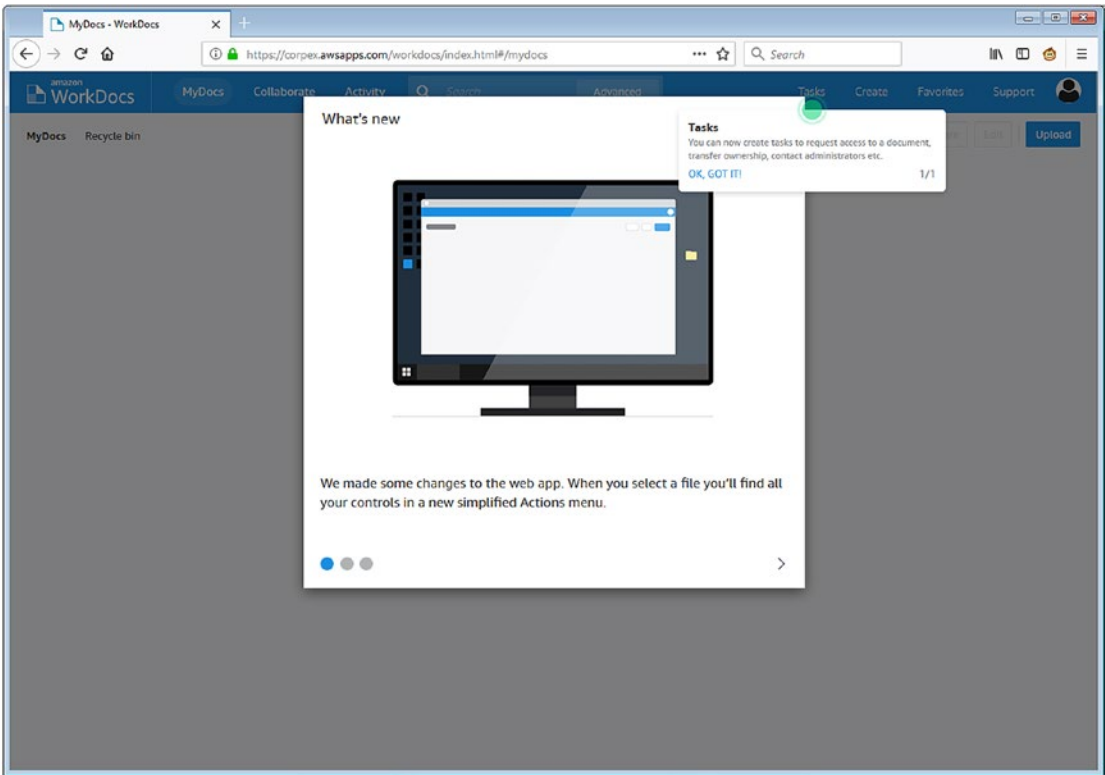 MyDocs - WorkDocs
https://corpex.awsapps.com/workdocs/index.html#/mydocs
Search
amazon
WorkDocs
MyDocs
Collaborate
Activity
Search
Advanced
Tasks
Create
Favorites
Support
MyDocs
Recycle bin
Edit
Upload
What's new
Tasks
You can now create tasks to request access to a document,
transfer ownership, contact administrators etc.
OK, GOT IT!
1/1
We made some changes to the web app. When you select a file you'll find all
your controls in a new simplified Actions menu.